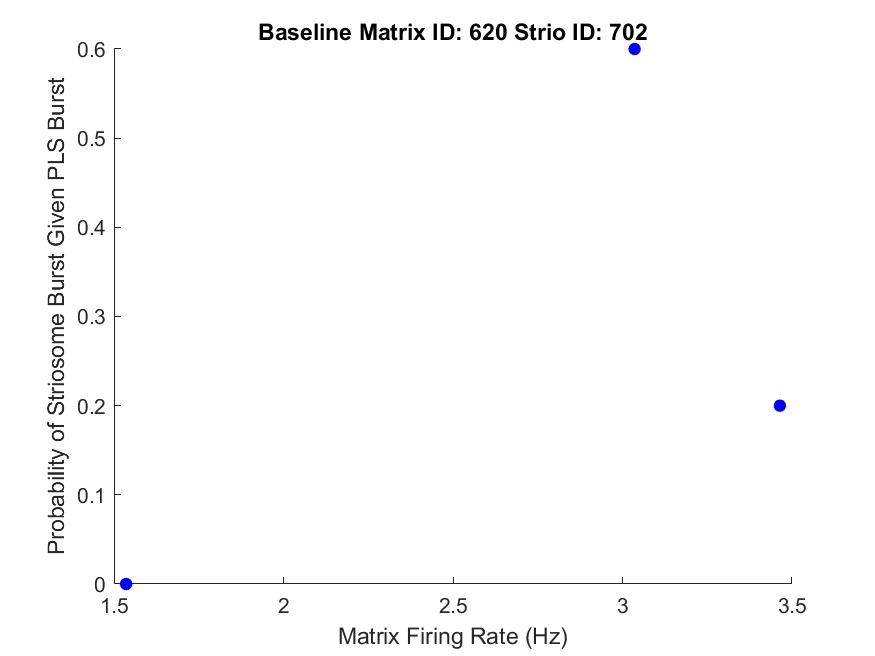 Baseline Matrix ID: 620 Strio ID: 702
Probability of Striosome Burst Given PLS Burst
0.6
0.5
0.4
0.3
0.2
0.1
0
1.5 2 2.5 3 3.5
Matrix Firing Rate (Hz)